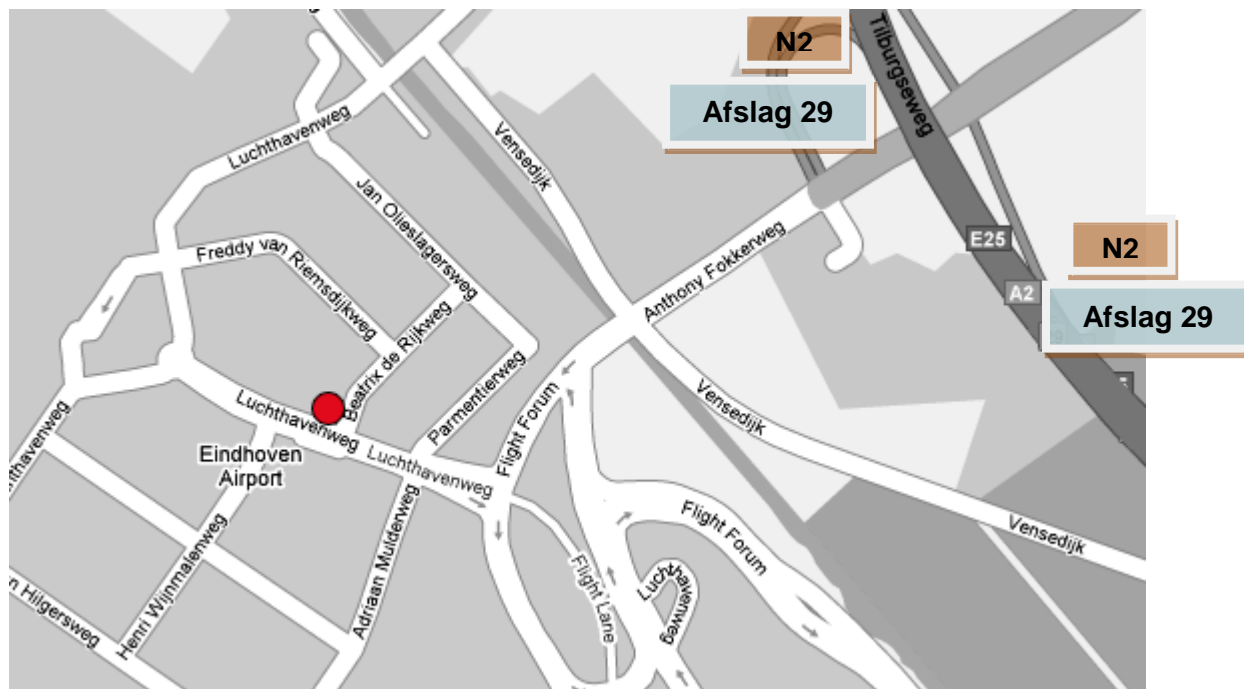 N2
Afslag 29
Tilburgseweg
Luchthavenweg
Vensedijk
Jan Olieslagersweg
Freddy van Riemsdijkweg
Anthony Fokkerweg
E25
N2
A2
Afslag 29
Beatrix de Rijkweg
Parmentierweg
Luchthavenweg
Flight Forum
Vensedijk
Eindhoven
Airport
Luchthavenweg
Flight Forum
Vensedijk
Henri Wijnmalenweg
Adriaan Mulderweg
Flight Lane
Luchthavenweg
Hilgersweg